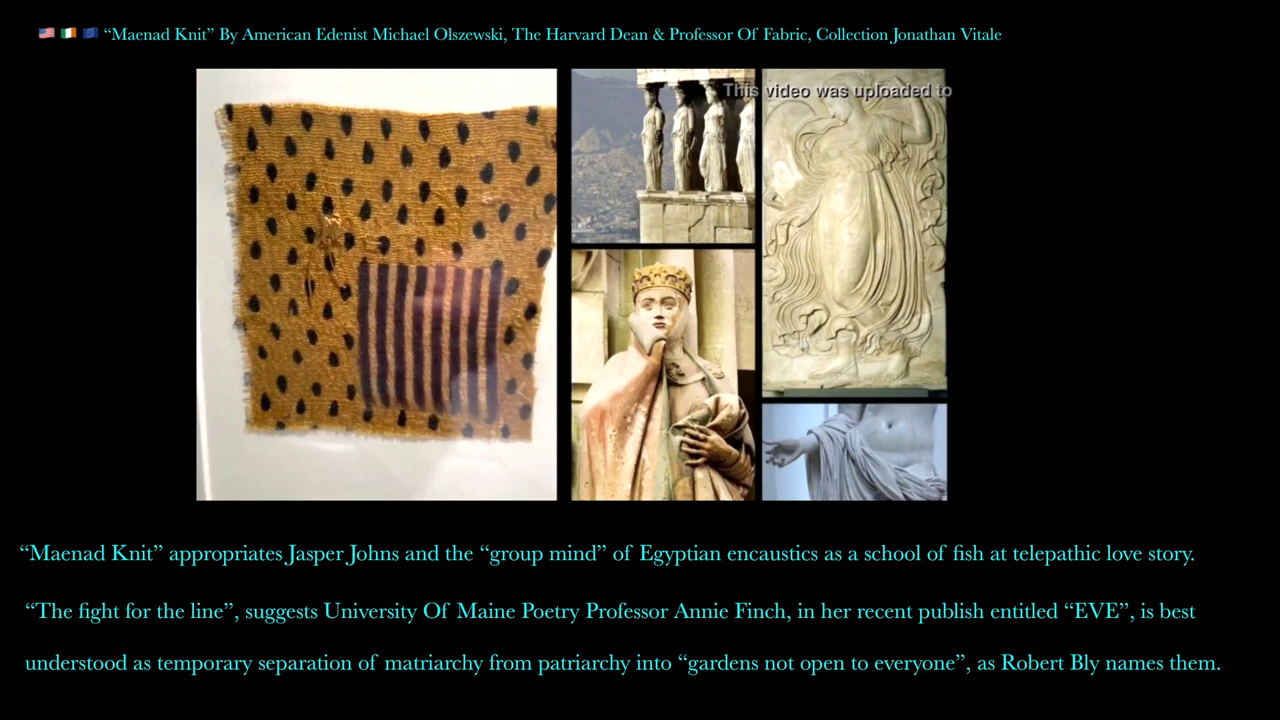 🇺🇸 🇮🇪 🇪🇺 “Maenad Knit” By American Edenist Michael Olszewski, The Harvard Dean & Professor Of Fabric, Collection Jonathan Vitale
This video was uploaded to
“Maenad Knit” appropriates Jasper Johns and the “group mind” of Egyptian encaustics as a school of fish at telepathic love story.
“The fight for the line”, suggests University Of Maine Poetry Professor Annie Finch, in her recent publish entitled “EVE”, is best
understood as temporary separation of matriarchy from patriarchy into “gardens not open to everyone”, as Robert Bly names them.